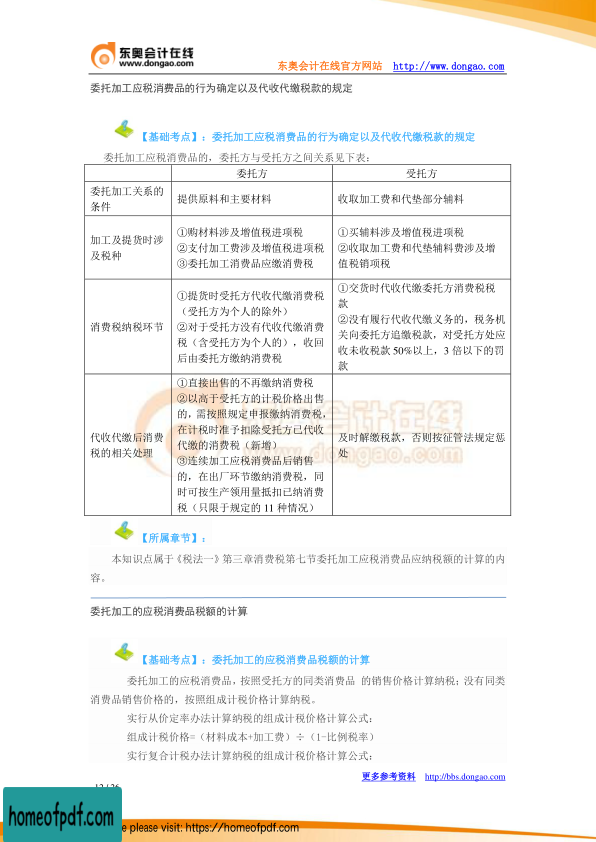 东奥会计在线
www.dongao.com
东奥会计在线官方网站 http://www.dongao.com
委托加工应税消费品的行为确定以及代收代缴税款的规定
【基础考点】：委托加工应税消费品的行为确定以及代收代缴税款的规定
委托加工应税消费品的，委托方与受托方之间关系见下表：
委托方 受托方
委托加工关系的
条件
提供原料和主要材料
收取加工费和代垫部分辅料
加工及提货时涉
及税种
①购材料涉及增值税进项税
②支付加工费涉及增值税进项税
③委托加工消费品应缴消费税
①买辅料涉及增值税进项税
②收取加工费和代垫辅料费涉及增
值税销项税
消费税纳税环节
①提货时受托方代收代缴消费税
（受托方为个人的除外）
②对于受托方没有代收代缴消费
税（含受托方为个人的），收回
后由委托方缴纳消费税
①交货时代收代缴委托方消费税税
款
②没有履行代收代缴义务的，税务机
关向委托方追缴税款，对受托方处应
收未收税款 50%以上，3 倍以下的罚
款
代收代缴后消费
税的相关处理
①直接出售的不再缴纳消费税
②以高于受托方的计税价格出售
的，需按照规定申报缴纳消费税，
在计税时准予扣除受托方已代收
代缴的消费税（新增）
③连续加工应税消费品后销售
的，在出厂环节缴纳消费税，同
时可按生产领用量抵扣已纳消费
税（只限于规定的 11 种情况）
及时解缴税款，否则按征管法规定惩
处
东奥会计在线
www.dongao.com
【所属章节】：
本知识点属于《税法一》第三章消费税第七节委托加工应税消费品应纳税额的计算的内
容。
委托加工的应税消费品税额的计算
【基础考点】：委托加工的应税消费品税额的计算
委托加工的应税消费品，按照受托方的同类消费品 的销售价格计算纳税；没有同类
消费品销售价格的，按照组成计税价格计算纳税。
实行从价定率办法计算纳税的组成计税价格计算公式：
组成计税价格=（材料成本+加工费）÷（1-比例税率）
实行复合计税办法计算纳税的组成计税价格计算公式：
更多参考资料 http://bbs.dongao.com
12 / 26
homeofpdf.com
e please visit: https://homeofpdf.com